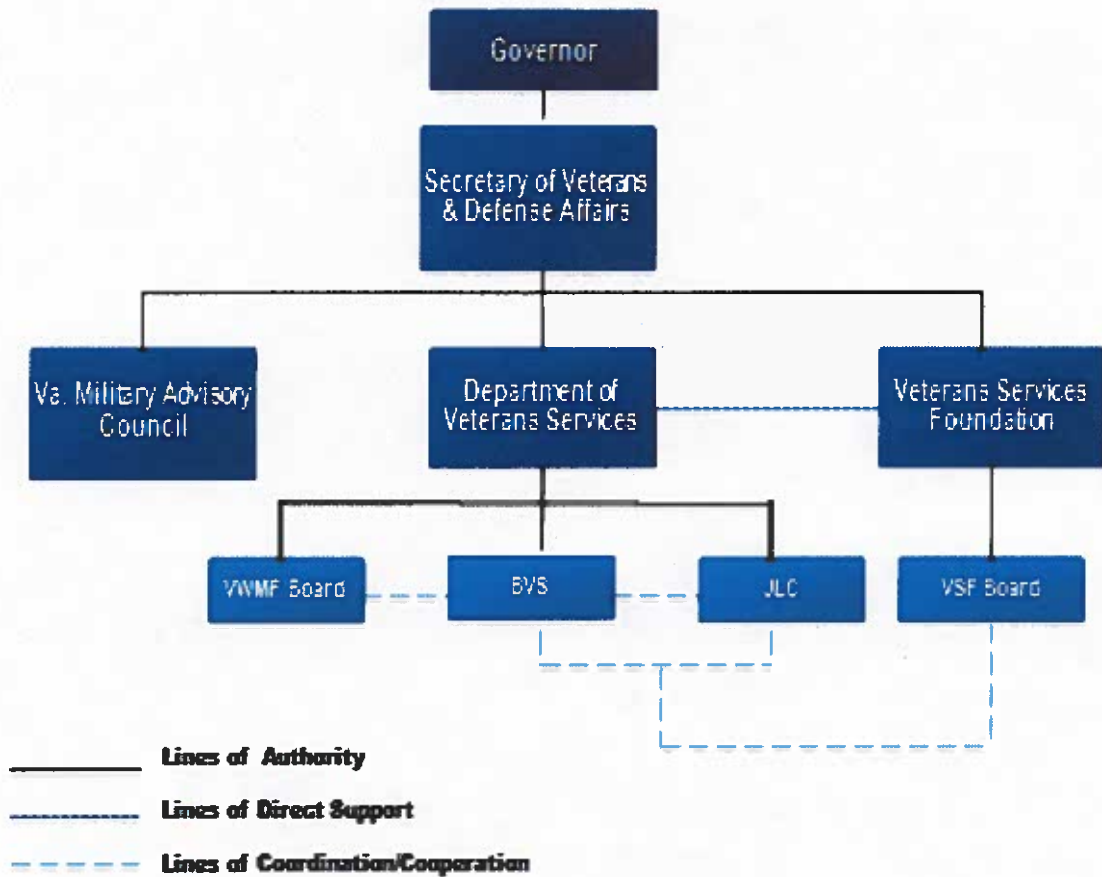 Governor
Secretary of Veterans
& Defense Affairs
Va. Military Advisory
Council
Department of
Veterans Services
Veterans Services
Foundation
VWMF Board
BVS
JLC
VSF Board
Lines of Authority
Lines of Direct Support
Lines of Coordination/Cooperation